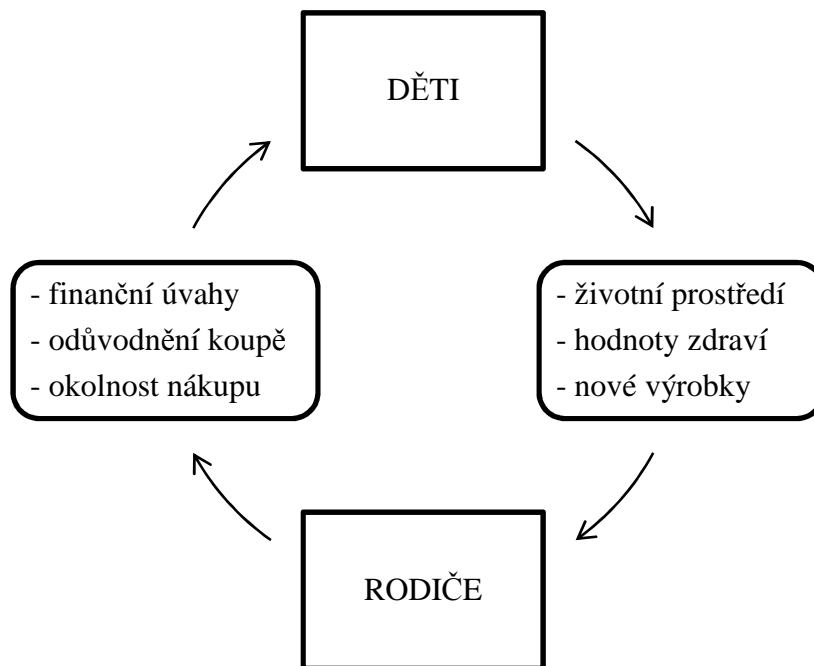 DĚTI
- finanční úvahy
- odůvodnění koupě
- okolnost nákupu
- životní prostředí
- hodnoty zdraví
- nové výrobky
RODIČE